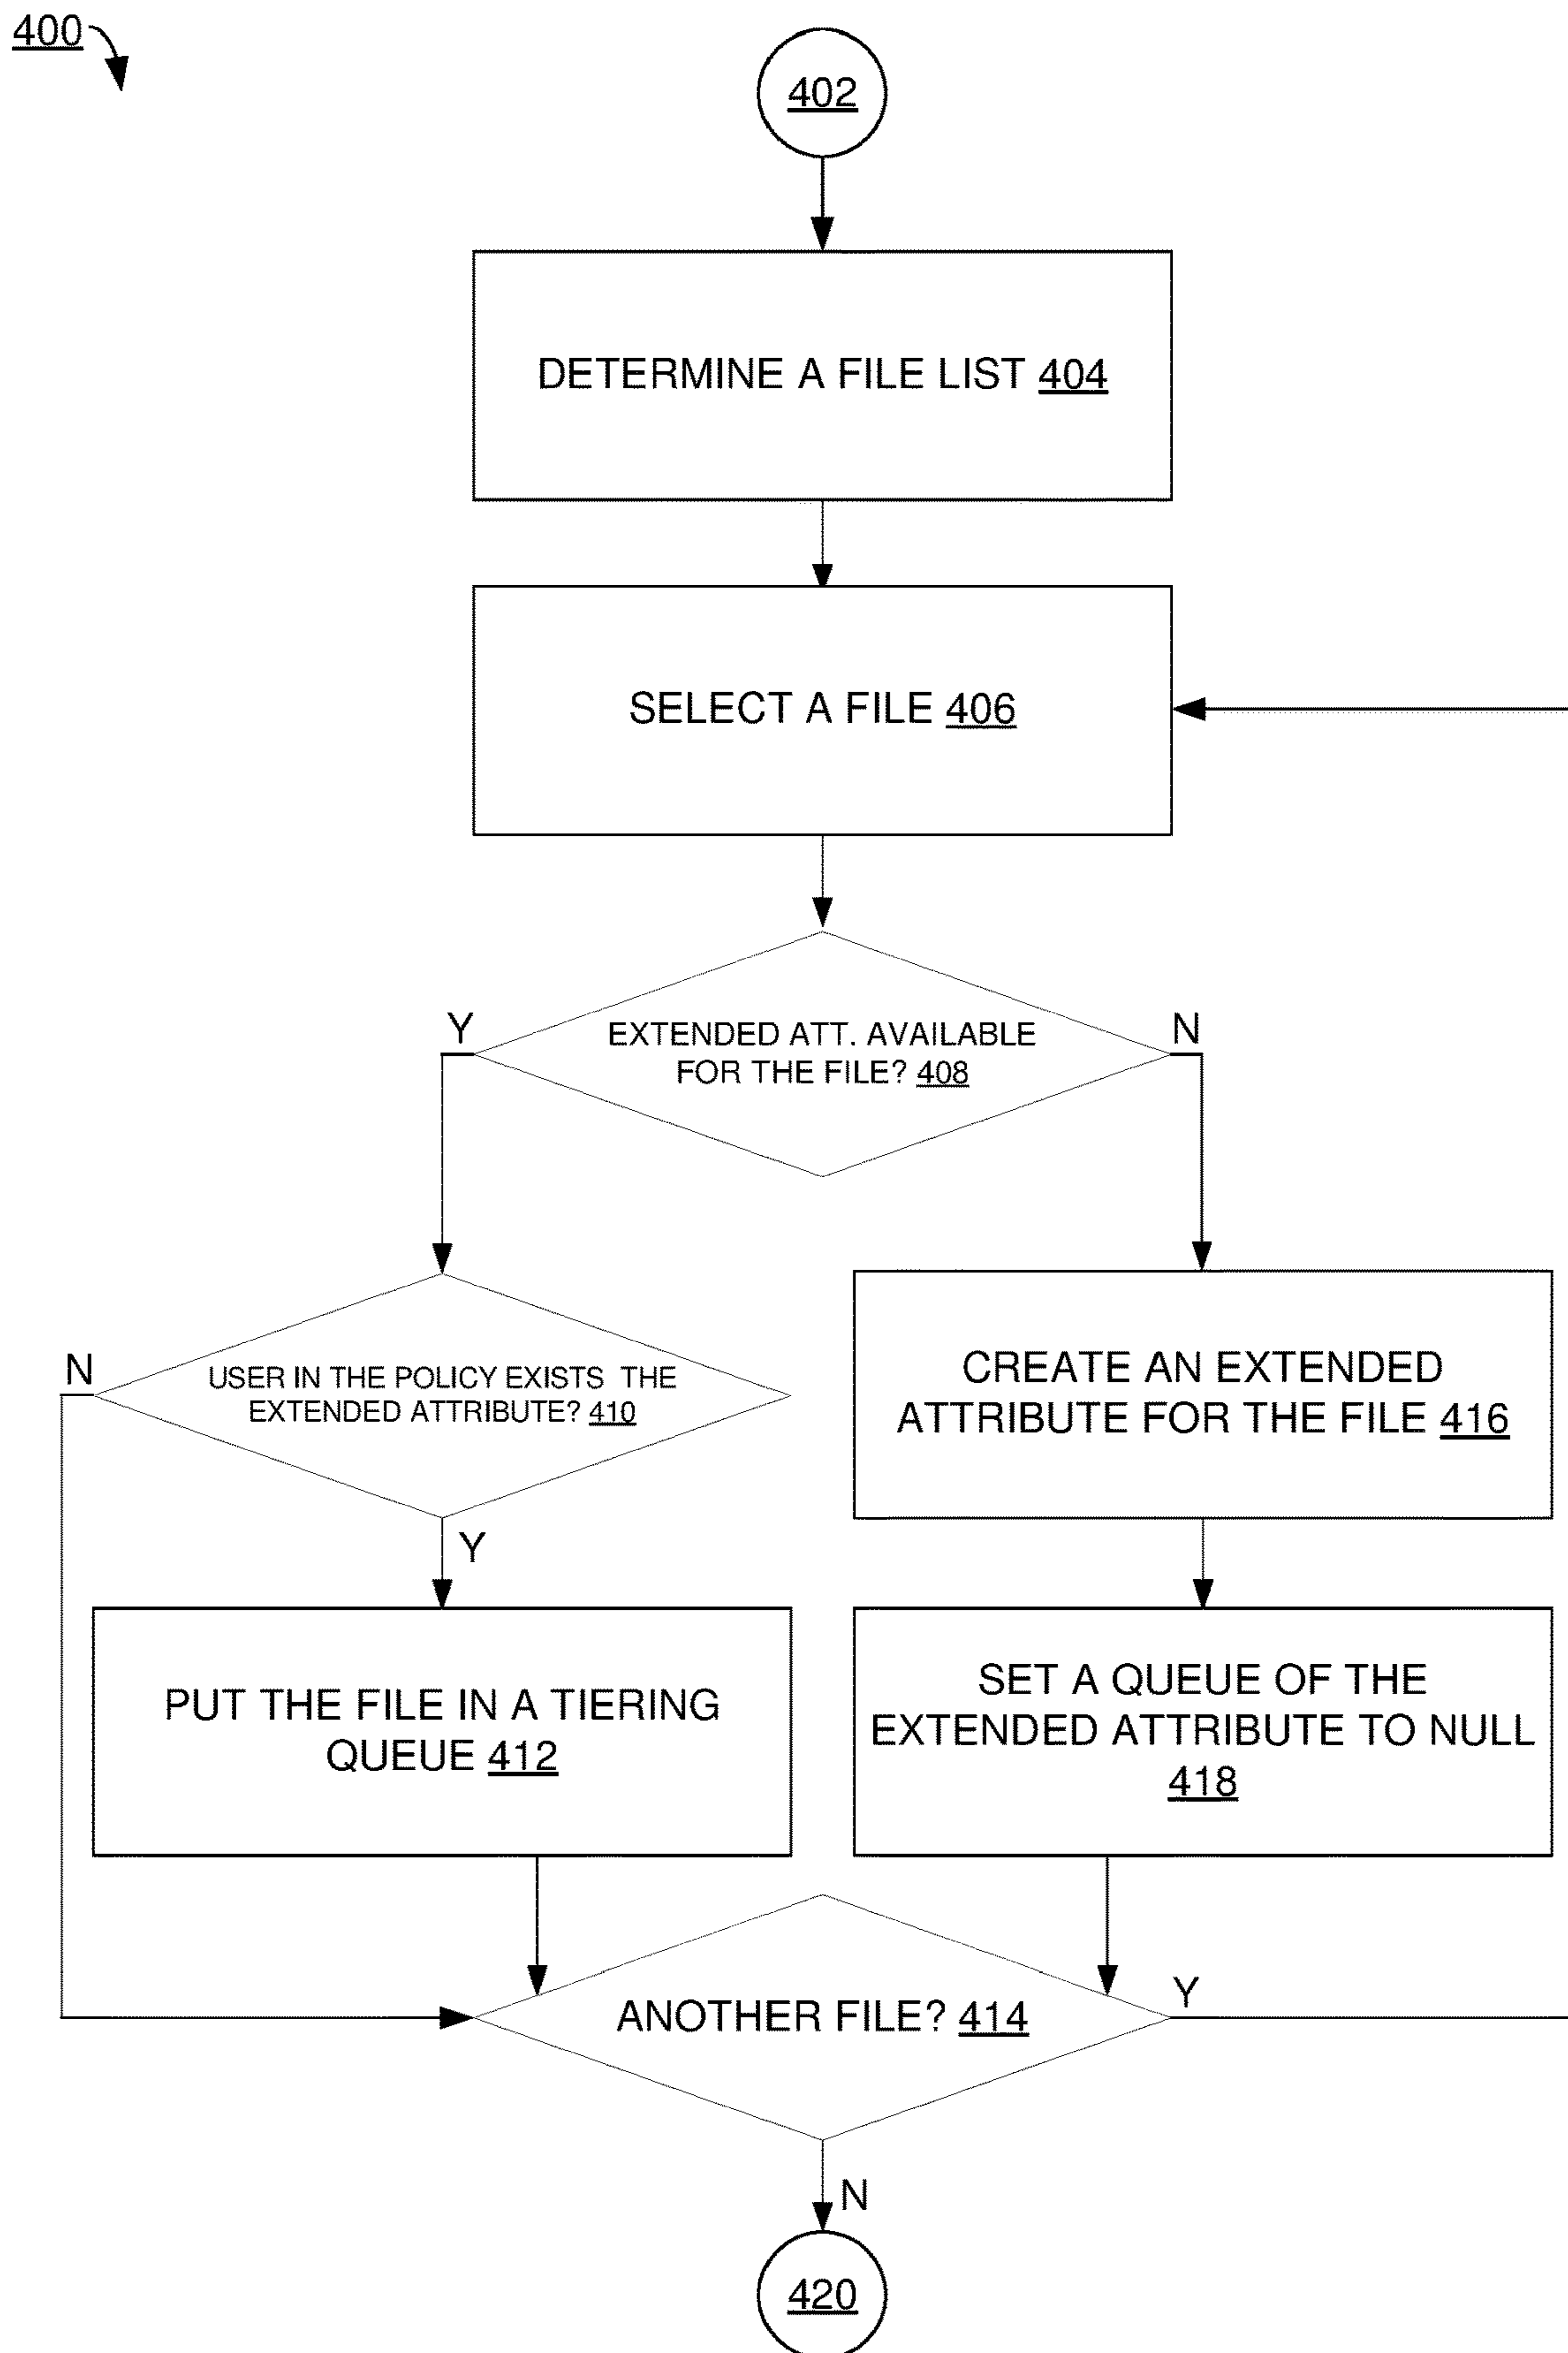 400
402
DETERMINE A FILE LIST 404
SELECT A FILE 406
Y
N
EXTENDED ATT. AVAILABLE
FOR THE FILE? 408
N
USER IN THE POLICY EXISTS THE
EXTENDED ATTRIBUTE? 410
CREATE AN EXTENDED
ATTRIBUTE FOR THE FILE 416
Y
PUT THE FILE IN A TIERING
QUEUE 412
SET A QUEUE OF THE
EXTENDED ATTRIBUTE TO NULL
418
ANOTHER FILE? 414
Y
N
420